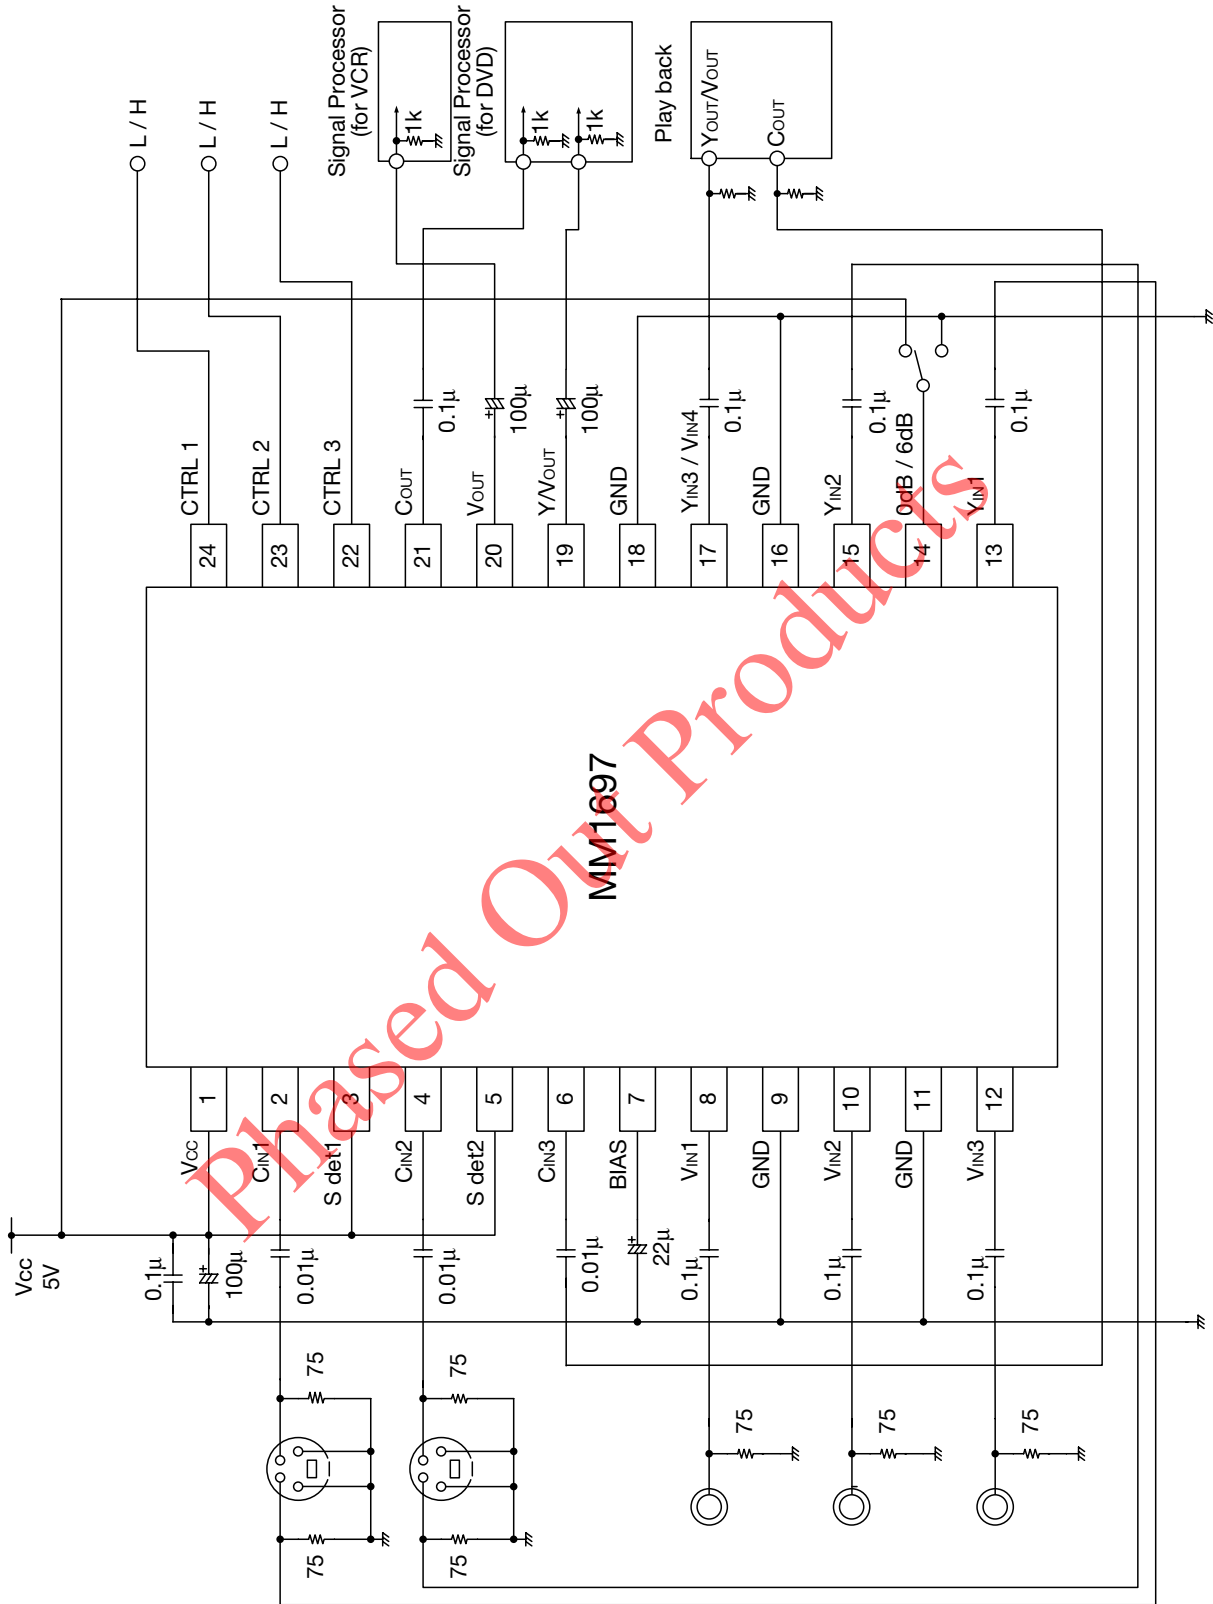 Signal Processor
(for VCR)
1k
Signal Processor
(for DVD)
1k
1k
Play back
YOUT/VOUT
COUT
L / H
L / H
L / H
0.1µ
100µ
+
100µ
+
0.1µ
0.1µ
0.1µ
CTRL 1
CTRL 2
CTRL 3
COUT
VOUT
Y/VOUT
GND
YIN3 / VIN4
GND
YIN2
0dB / 6dB
YIN1
24
23
22
21
20
19
18
17
16
15
14
13
MM1697
Phased Out Products
1
2
3
4
5
6
7
8
9
10
11
12
VCC
CIN1
S det1
CIN2
S det2
CIN3
BIAS
VIN1
GND
VIN2
GND
VIN3
Vcc
5V
0.1µ
+
100µ
0.01µ
0.01µ
0.01µ
+
22µ
0.1µ
0.1µ
0.1µ
75
75
75
75
75
75
75